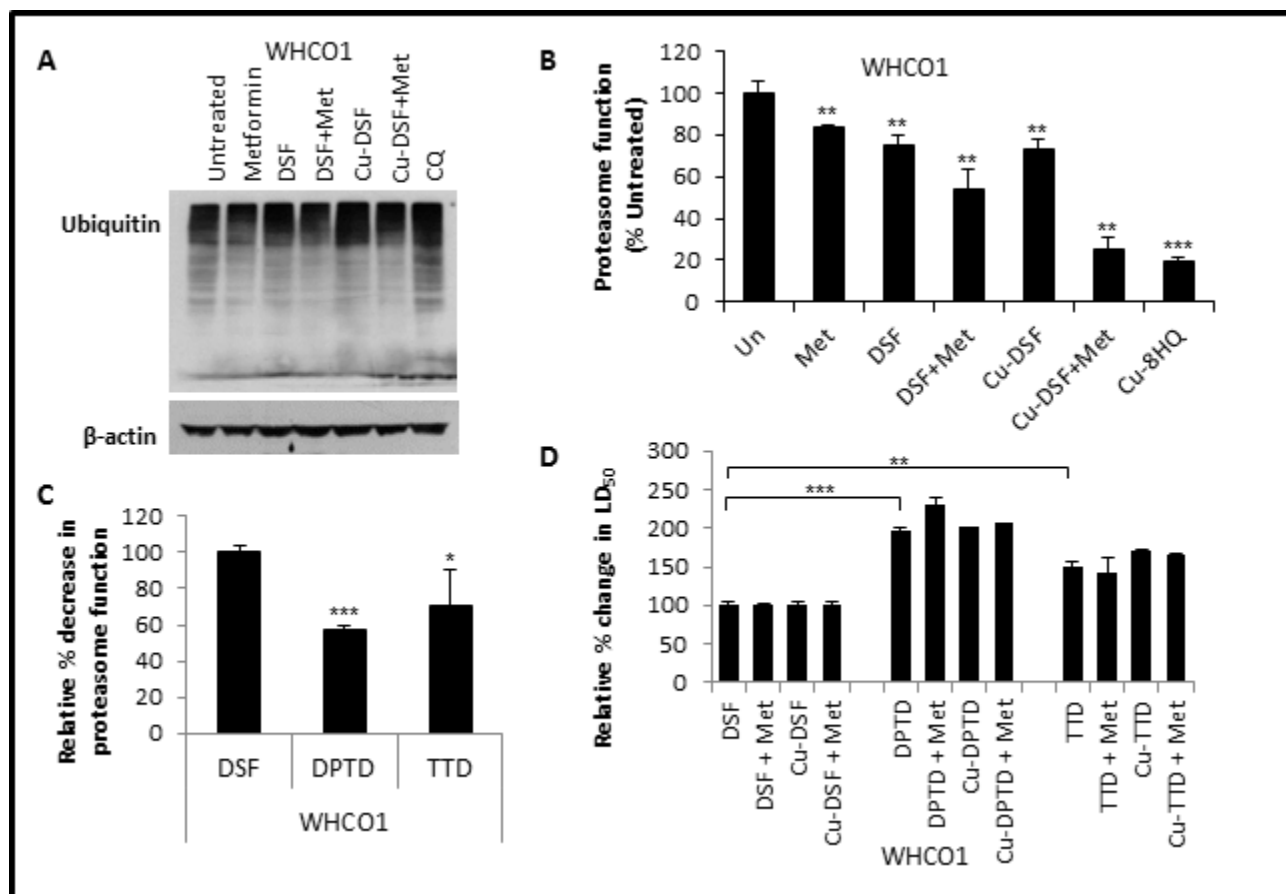 A
WHCO1
Untreated
Metformin
DSF
DSF+Met
Cu-DSF
Cu-DSF+Met
CQ
Ubiquitin
β-actin
B
WHCO1
Proteasome function
(% Untreated)
120
100
80
60
40
20
0
**
**
**
**
**
***
Un
Met
DSF
DSF+Met
Cu-DSF
Cu-DSF+Met
Cu-8HQ
C
Relative % decrease in
proteasome function
120
100
80
60
40
20
0
***
*
DSF DPTD TTD
WHCO1
D
Relative % change in LD50
300
250
200
150
100
50
0
**
***
DSF
DSF + Met
Cu-DSF
Cu-DSF + Met
DPTD
DPTD + Met
Cu-DPTD
Cu-DPTD + Met
TTD
TTD + Met
Cu-TTD
Cu-TTD + Met
WHCO1